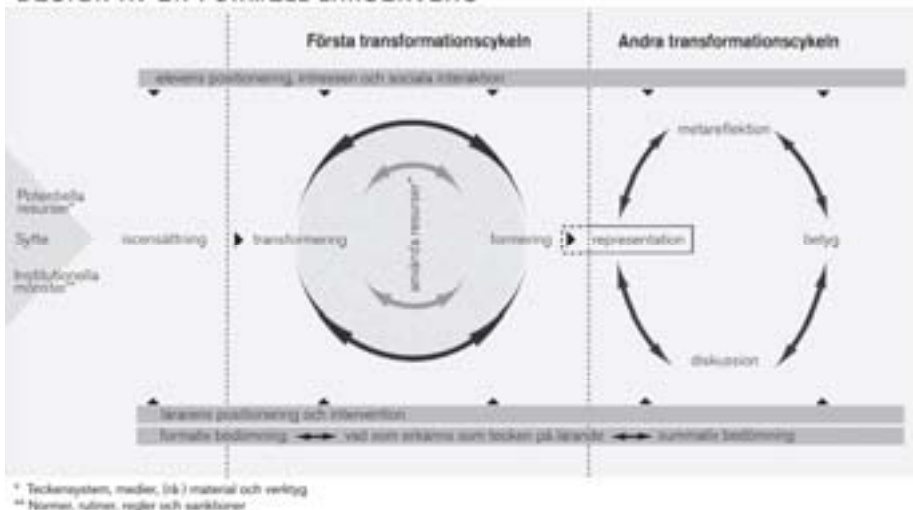 Första transformationscykeln
Andra transformationscykeln
elevens positionering, intressen och sociala interaktion
metareflektion
Potentiella resurser*
Syfte
Institutionella mönster**
iscensättning
transformering
använda resurser*
formering
representation
betyg
diskussion
lärarens positionering och intervention
formativ bedömning
vad som erkänns som tecken på lärande
summativ bedömning
* Teckensystem, medier, (rå-) material och verktyg
** Normer, rutiner, regler och sanktioner